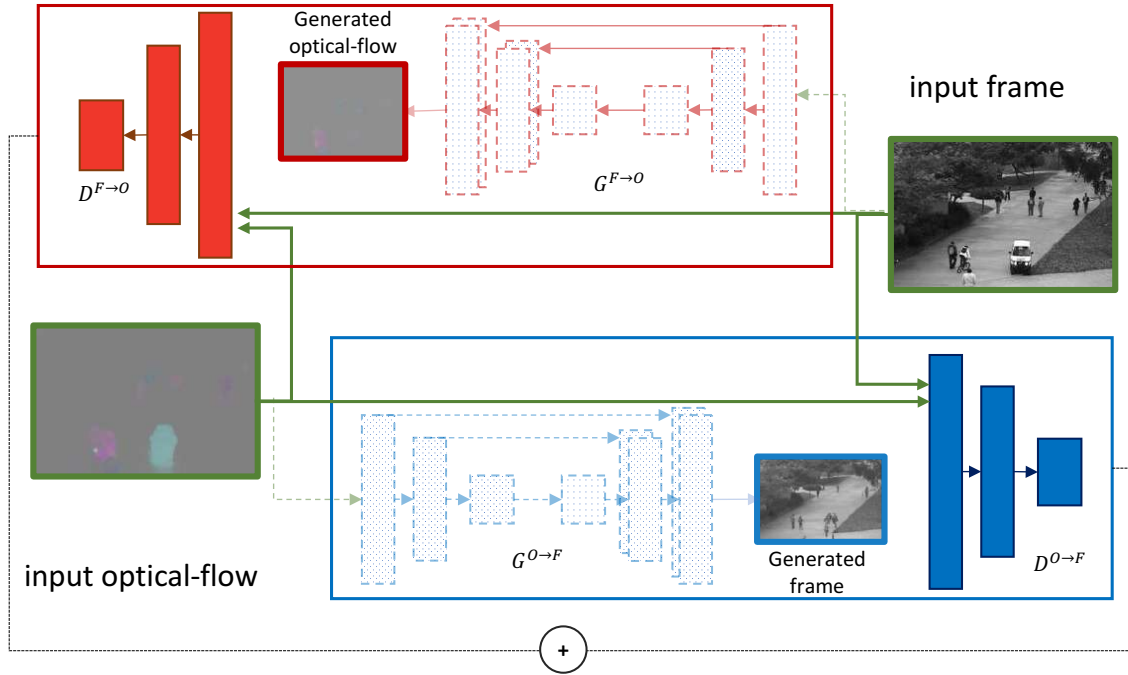 Generated
optical-flow
input frame
D^{F→O}
G^{F→O}
input optical-flow
G^{O→F}
Generated
frame
D^{O→F}
+